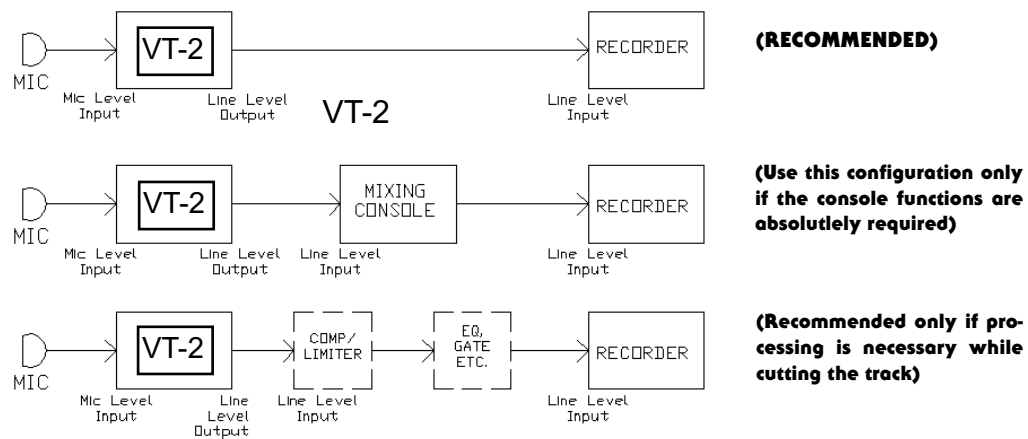 VT-2
RECORDER
(RECOMMENDED)
MIC
Mic Level
Input
Line Level
Output
VT-2
Line Level
Input
VT-2
MIXING
CONSOLE
RECORDER
(Use this configuration only
if the console functions are
absolutlely required)
MIC
Mic Level
Input
Line Level
Output
Line Level
Input
Line Level
Input
VT-2
COMP/
LIMITER
EQ,
GATE
ETC.
RECORDER
(Recommended only if pro-
cessing is necessary while
cutting the track)
MIC
Mic Level
Input
Line
Level
Output
Line Level
Input
Line Level
Input